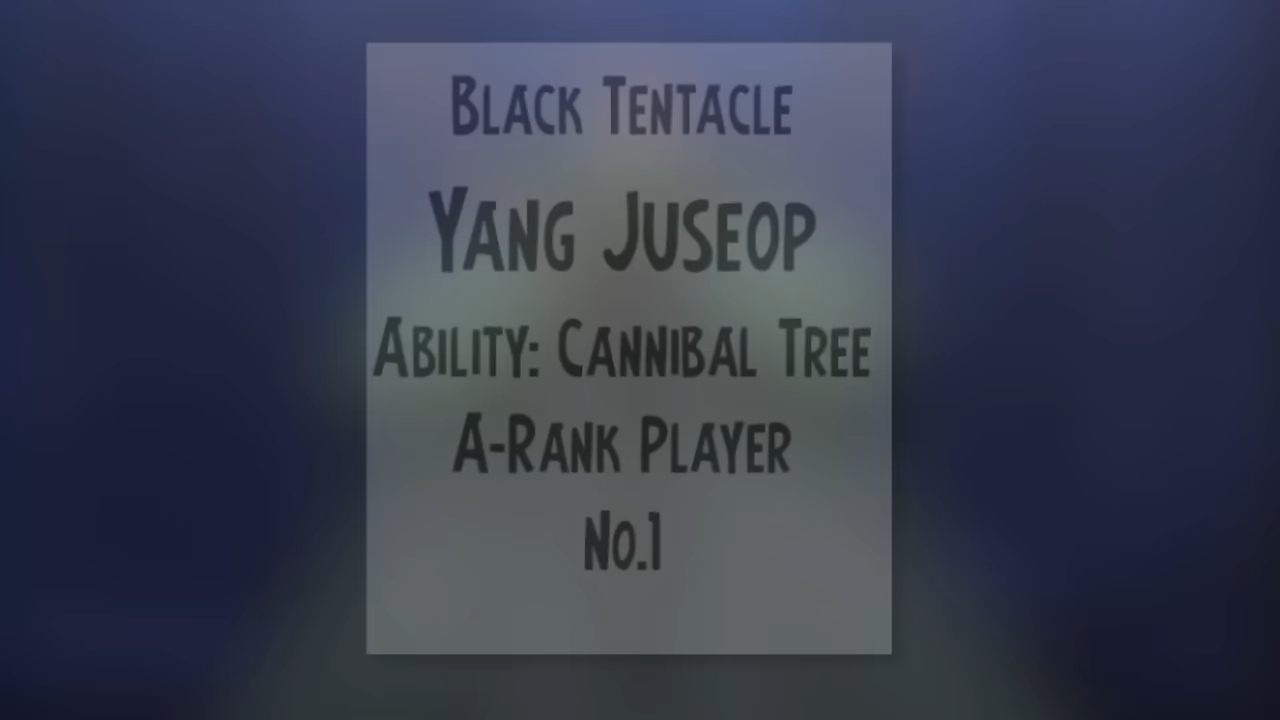 Black Tentacle
Yang Juseop
Ability: Cannibal Tree
A-Rank Player
No.1